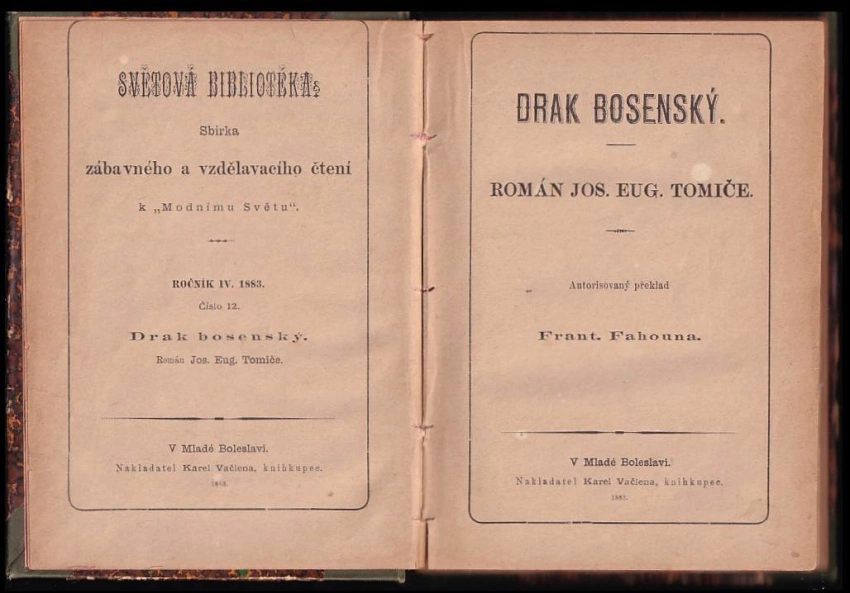 SVĚTOVÁ BIBLIOTÉKA.
Sbírka
zábavného a vzdělavacího čtení
k „Modnímu Světu“.
ROČNÍK IV. 1883.
Číslo 12.
Drak bosenský.
Román Jos. Eug. Tomiče.
V Mladé Boleslavi.
Nakladatel Karel Vačlena, knihkupec.
1883.
DRAK BOSENSKÝ.
ROMÁN JOS. EUG. TOMIČE.
Autorisovaný překlad
Frant. Fahouna.
V Mladé Boleslavi.
Nakladatel Karel Vačlena, knihkupec.
1883.